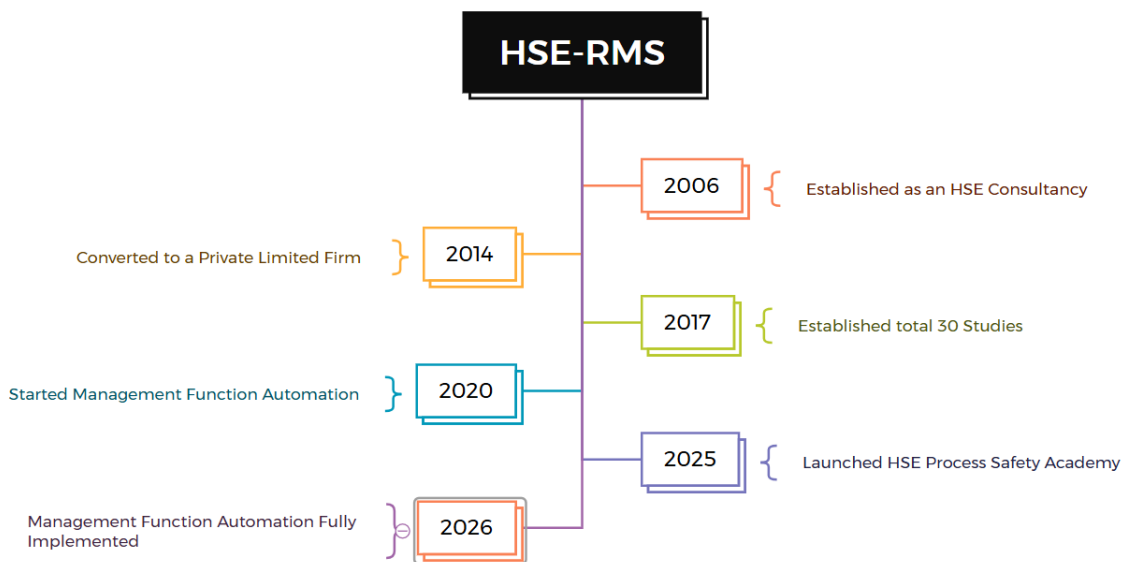 HSE-RMS
2006
Established as an HSE Consultancy
2014
Converted to a Private Limited Firm
2017
Established total 30 Studies
2020
Started Management Function Automation
2025
Launched HSE Process Safety Academy
2026
Management Function Automation Fully
Implemented